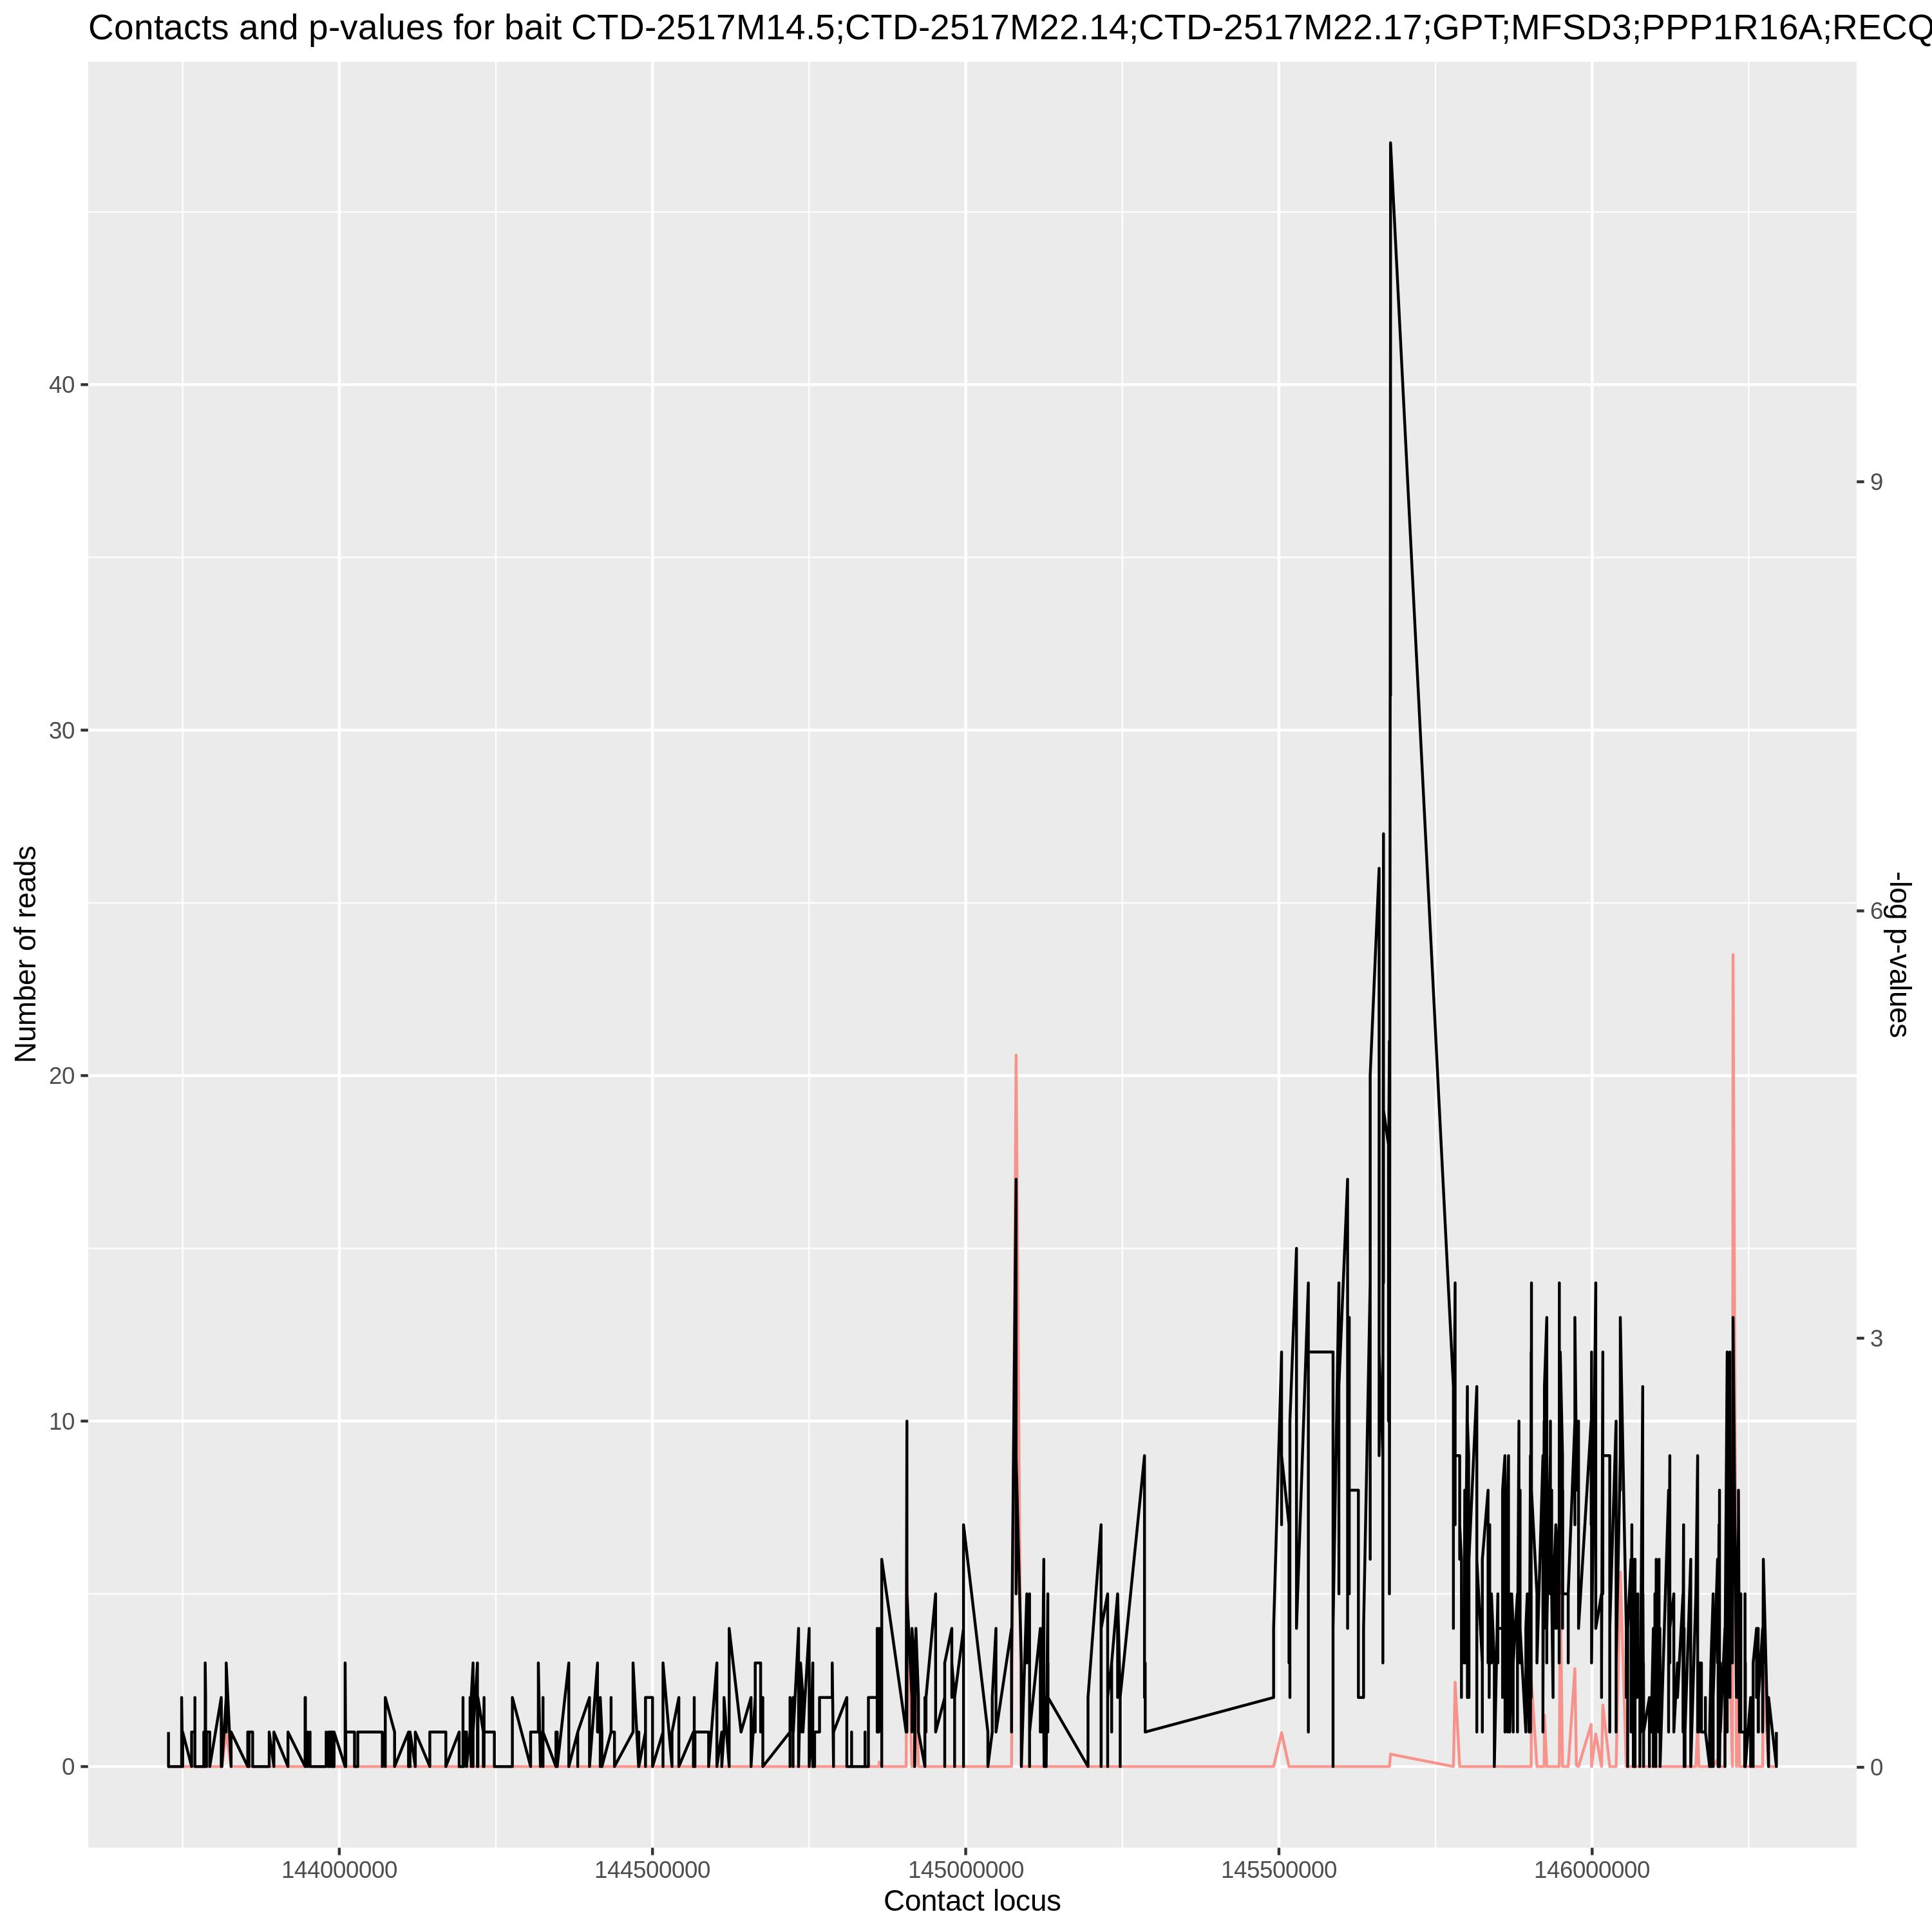 Contacts and p-values for bait CTD-2517M14.5;CTD-2517M22.14;CTD-2517M22.17;GPT;MFSD3;PPP1R16A;RECQ
40
30
20
10
0
Number of reads
9
6
3
0
-log p-values
144000000 144500000 145000000 145500000 146000000
Contact locus